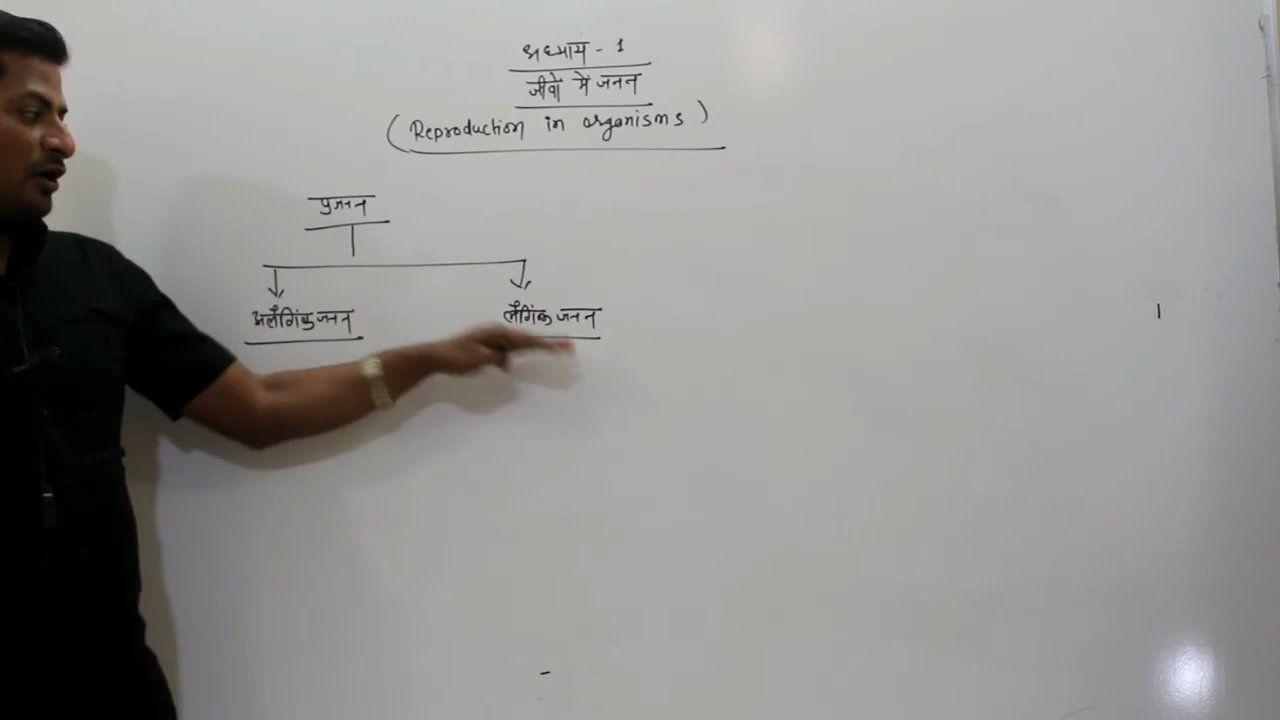 अध्याय - 1
जीवों में जनन
(Reproduction in organisms)
प्रजनन
अलैंगिक जनन
लैंगिक जनन